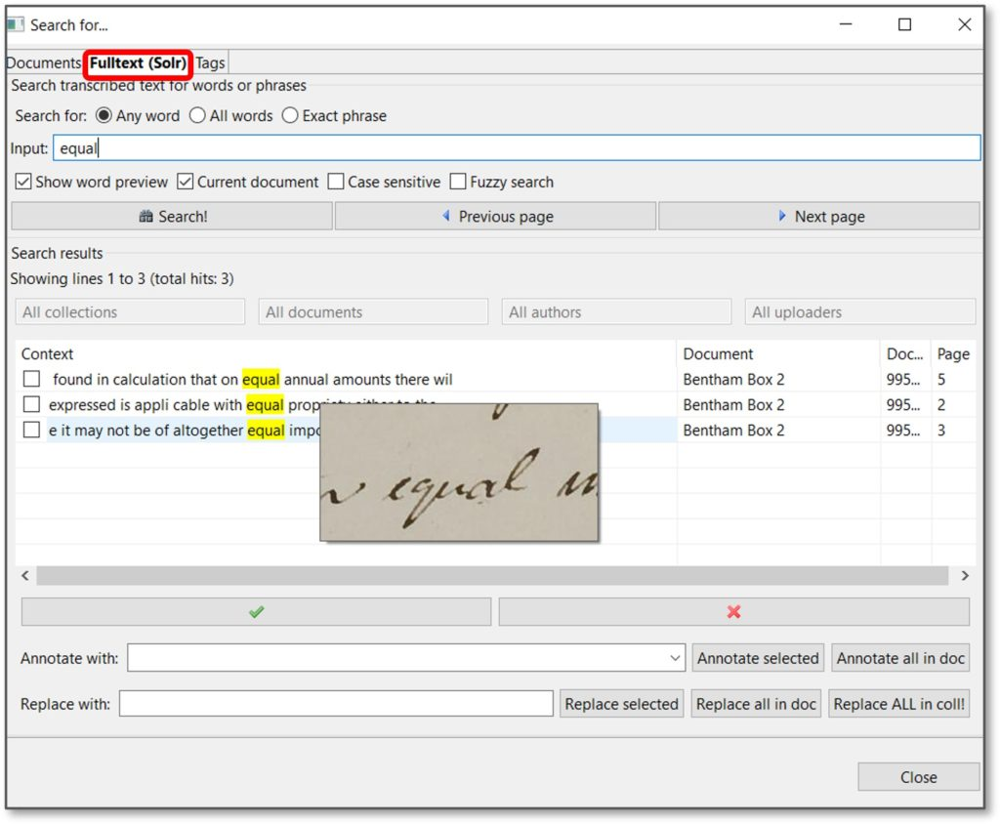 Search for...
Documents Fulltext (Solr) Tags
Search transcribed text for words or phrases
Search for: Any word All words Exact phrase
Input: equal
Show word preview Current document Case sensitive Fuzzy search
Search! Previous page Next page
Search results
Showing lines 1 to 3 (total hits: 3)
All collections All documents All authors All uploaders
Context Document Doc... Page
found in calculation that on equal annual amounts there wil Bentham Box 2 995... 5
expressed is appli cable with equal propriety either to the Bentham Box 2 995... 2
e it may not be of altogether equal impo Bentham Box 2 995... 3
equal
Annotate with: Annotate selected Annotate all in doc
Replace with: Replace selected Replace all in doc Replace ALL in coll!
Close